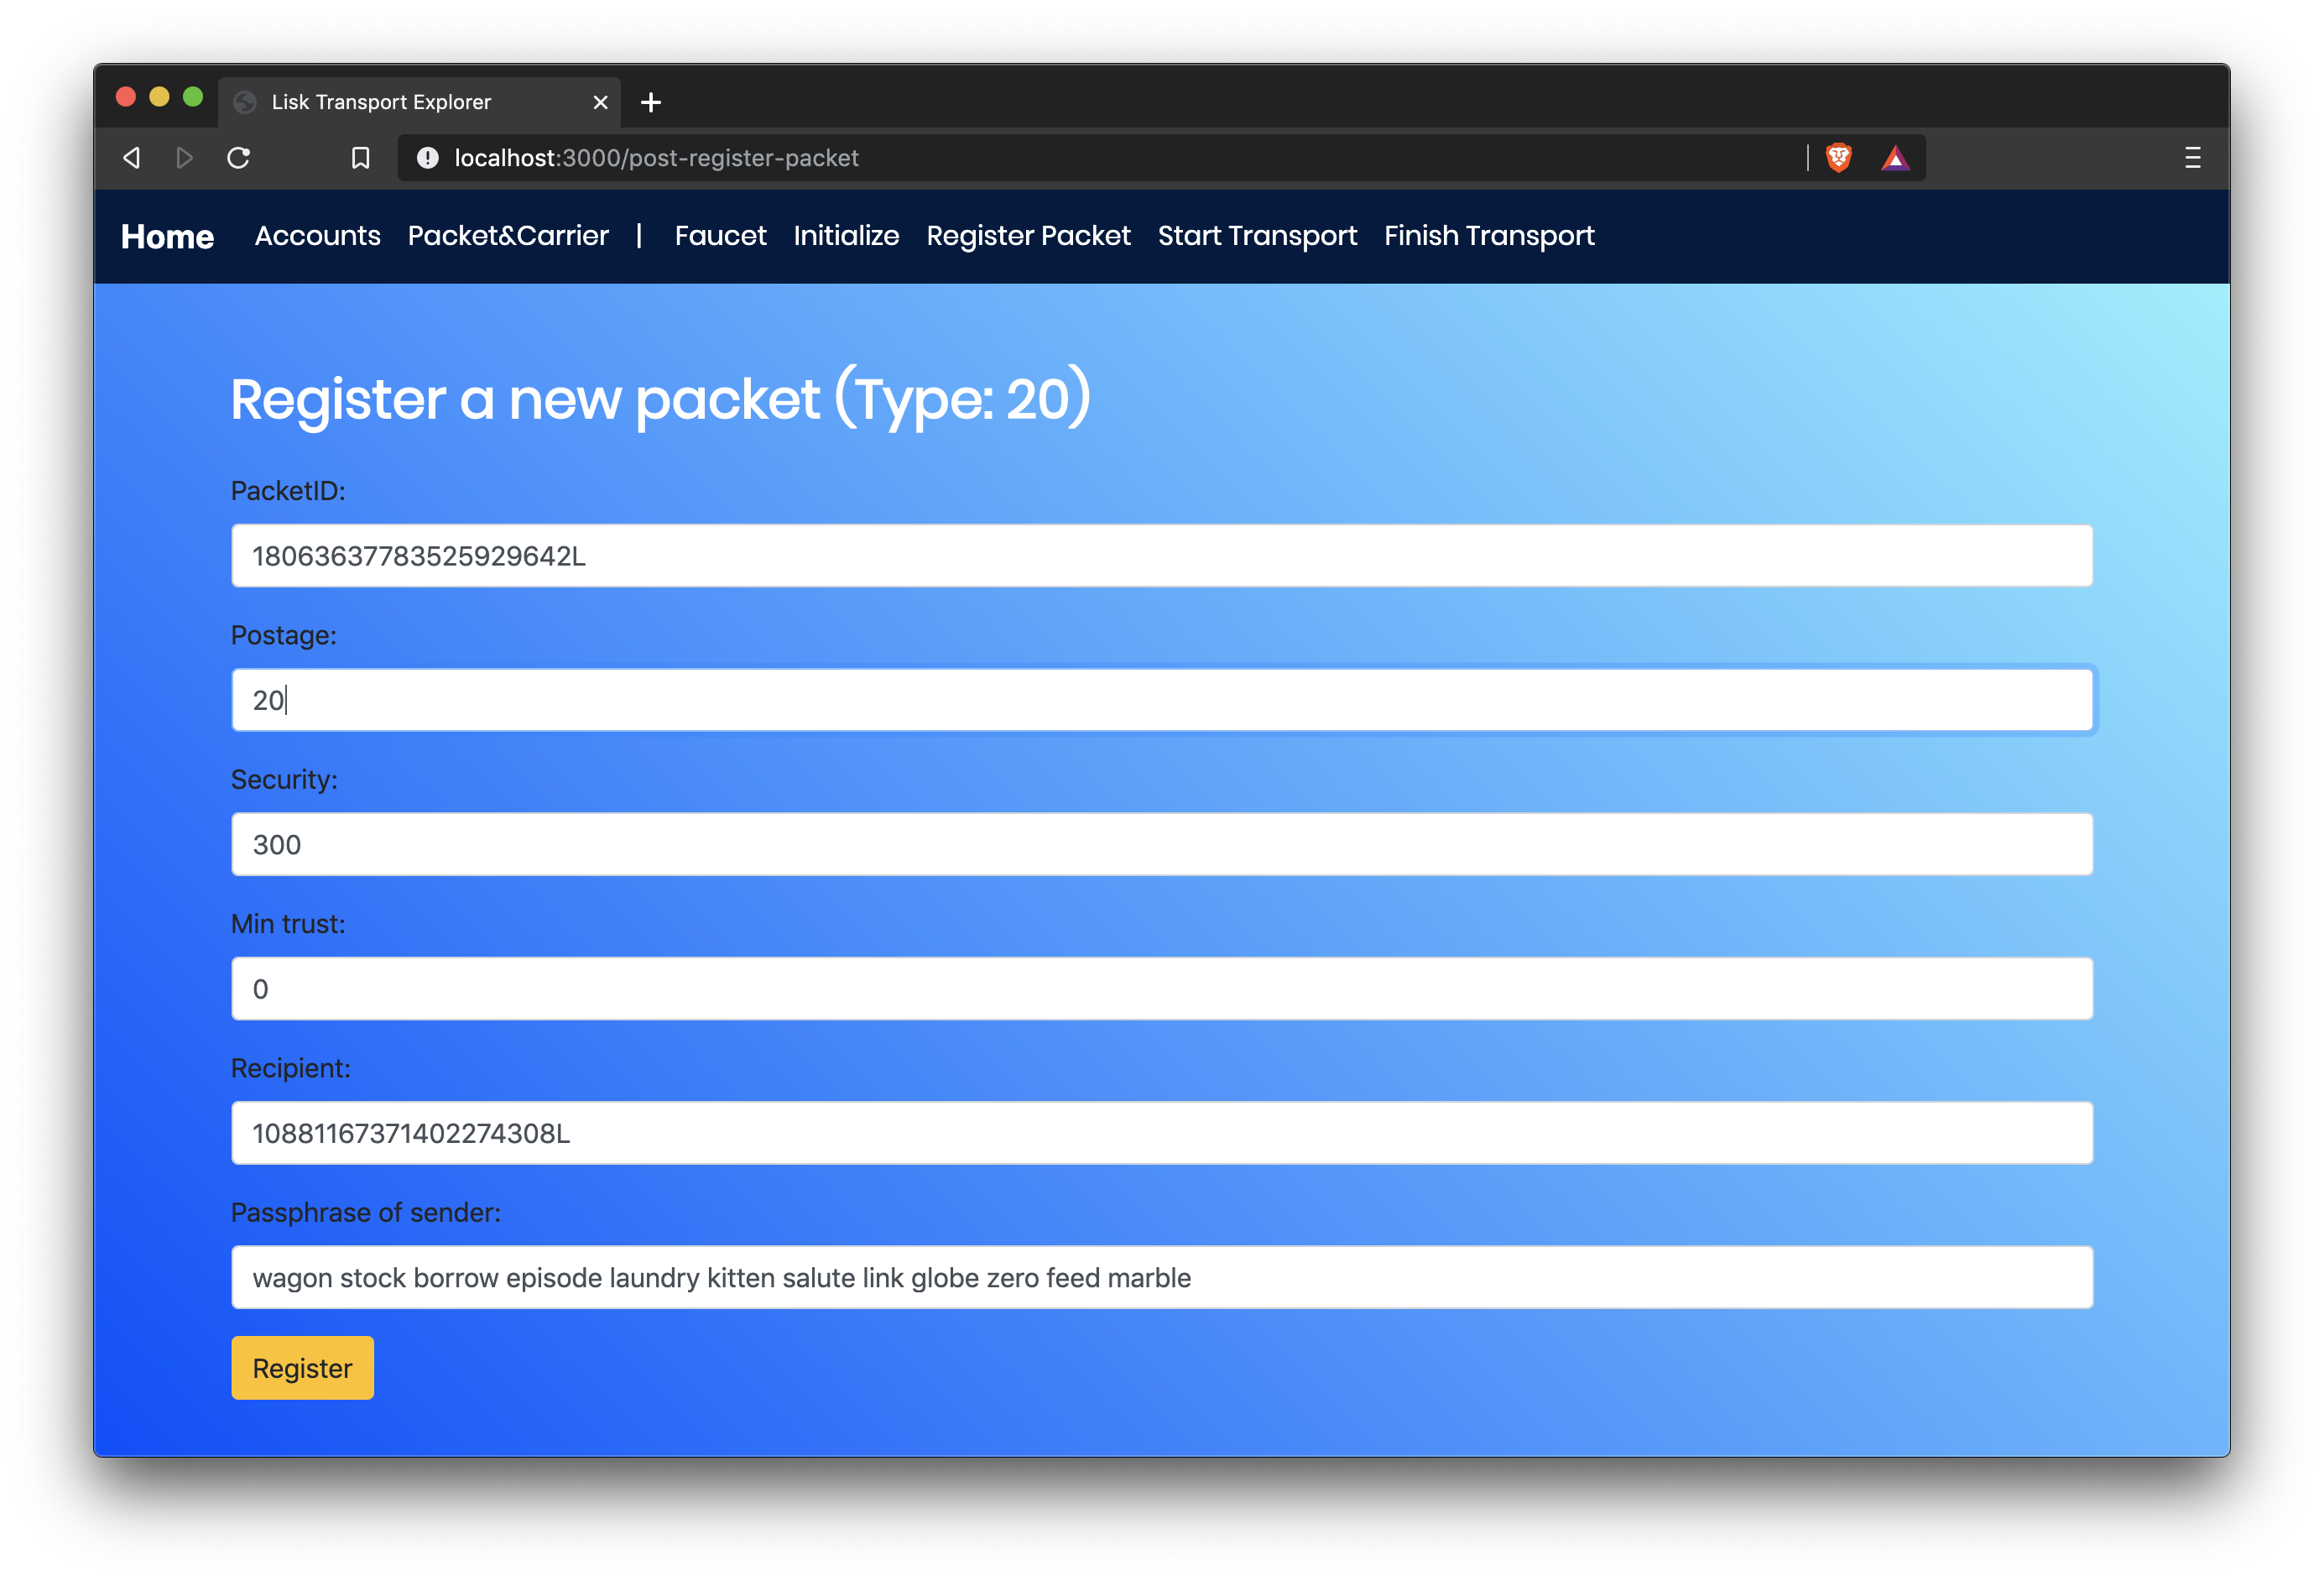 Lisk Transport Explorer
localhost:3000/post-register-packet
Home Accounts Packet&Carrier | Faucet Initialize Register Packet Start Transport Finish Transport
Register a new packet (Type: 20)
PacketID:
18063637783525929642L
Postage:
20
Security:
300
Min trust:
0
Recipient:
10881167371402274308L
Passphrase of sender:
wagon stock borrow episode laundry kitten salute link globe zero feed marble
Register